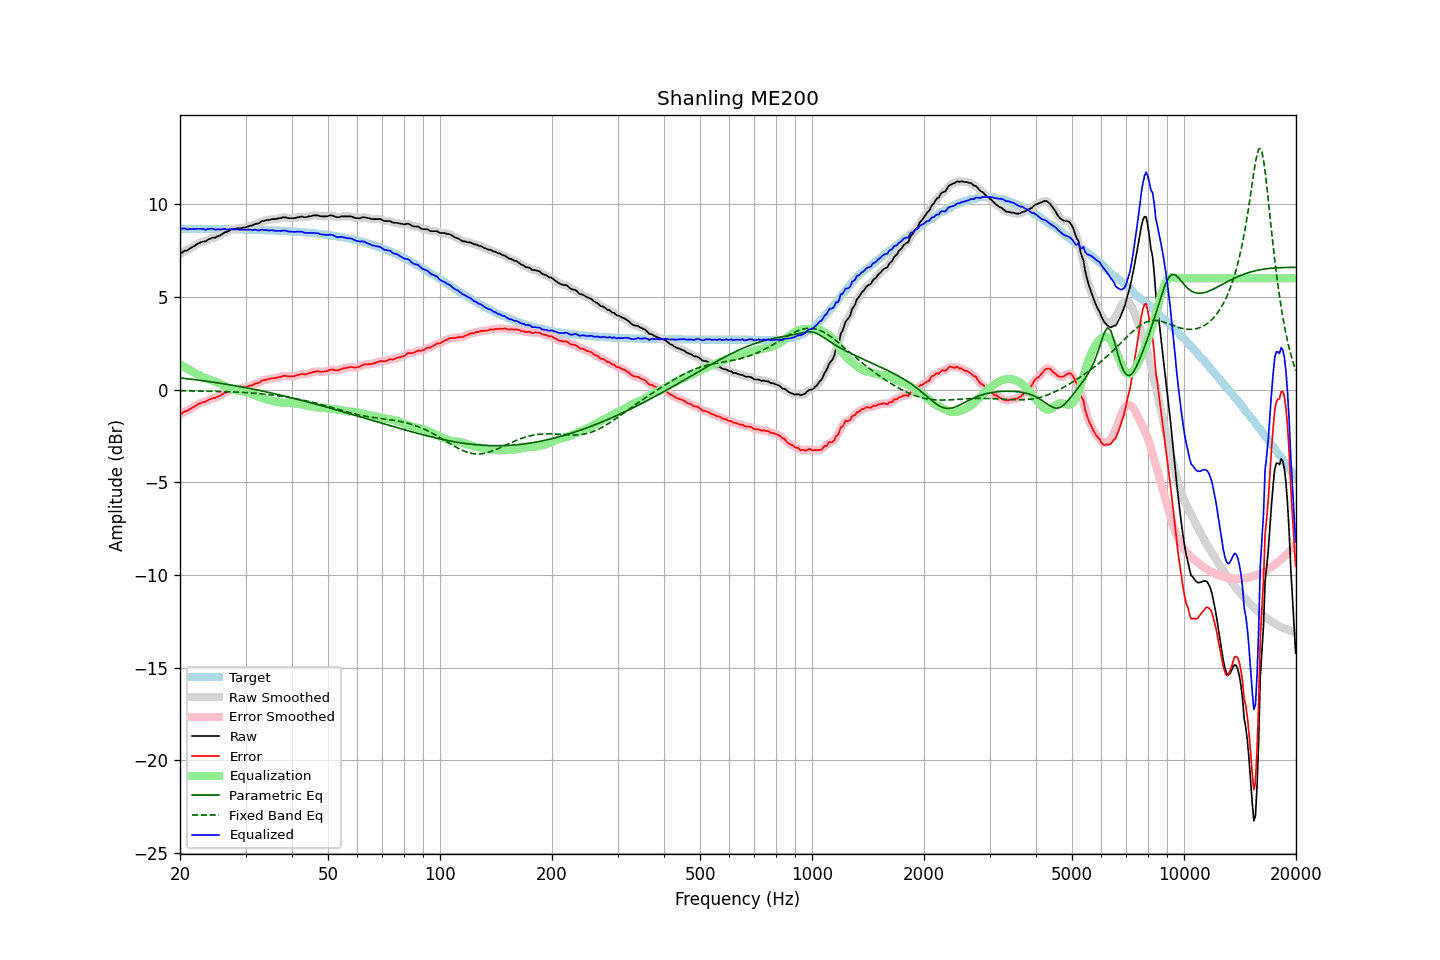 Shanling ME200
Amplitude (dBr)
10
5
0
−5
−10
−15
−20
−25
Target
Raw Smoothed
Error Smoothed
Raw
Error
Equalization
Parametric Eq
Fixed Band Eq
Equalized
20 50 100 200 500 1000 2000 5000 10000 20000
Frequency (Hz)